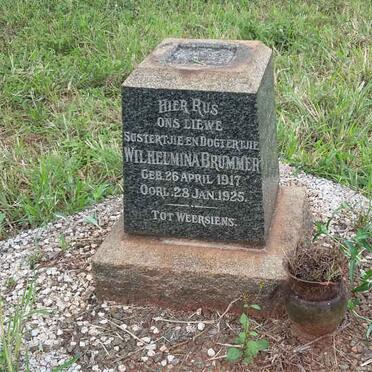 HIER RUS
ONS LIEWE
SUSTERTJIE EN DOGTERTJIE
WILHELMINA BRUMMER
GEB. 26 APRIL 1917
OORL. 28 JAN. 1925.
TOT WEERSIENS.